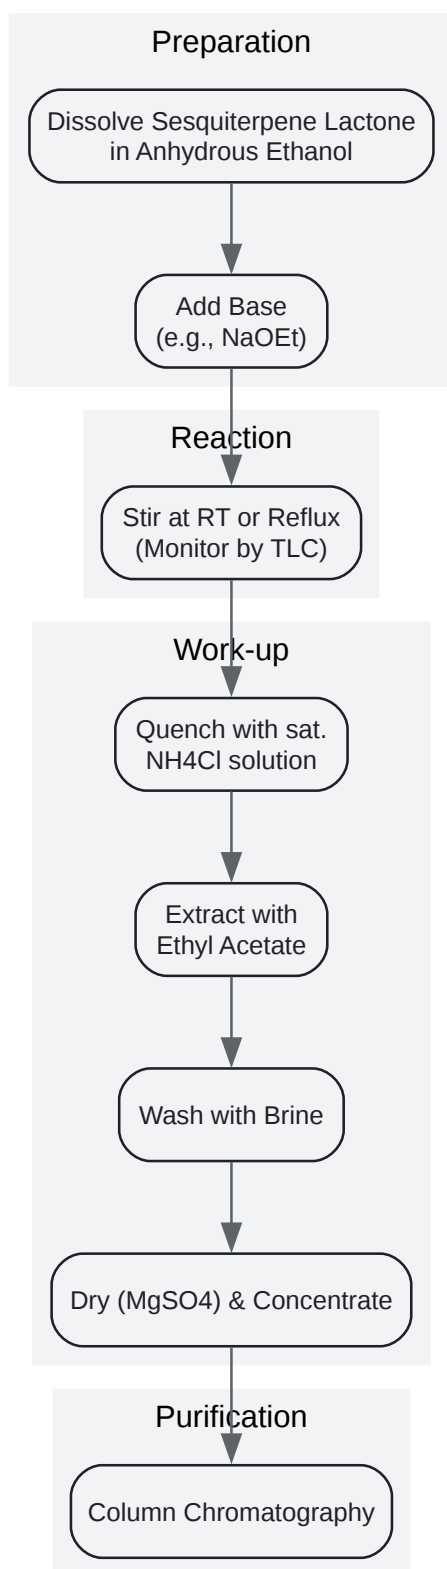 Preparation
Dissolve Sesquiterpene Lactone
in Anhydrous Ethanol
Add Base
(e.g., NaOEt)
Reaction
Stir at RT or Reflux
(Monitor by TLC)
Work-up
Quench with sat.
NH4Cl solution
Extract with
Ethyl Acetate
Wash with Brine
Dry (MgSO4) & Concentrate
Purification
Column Chromatography